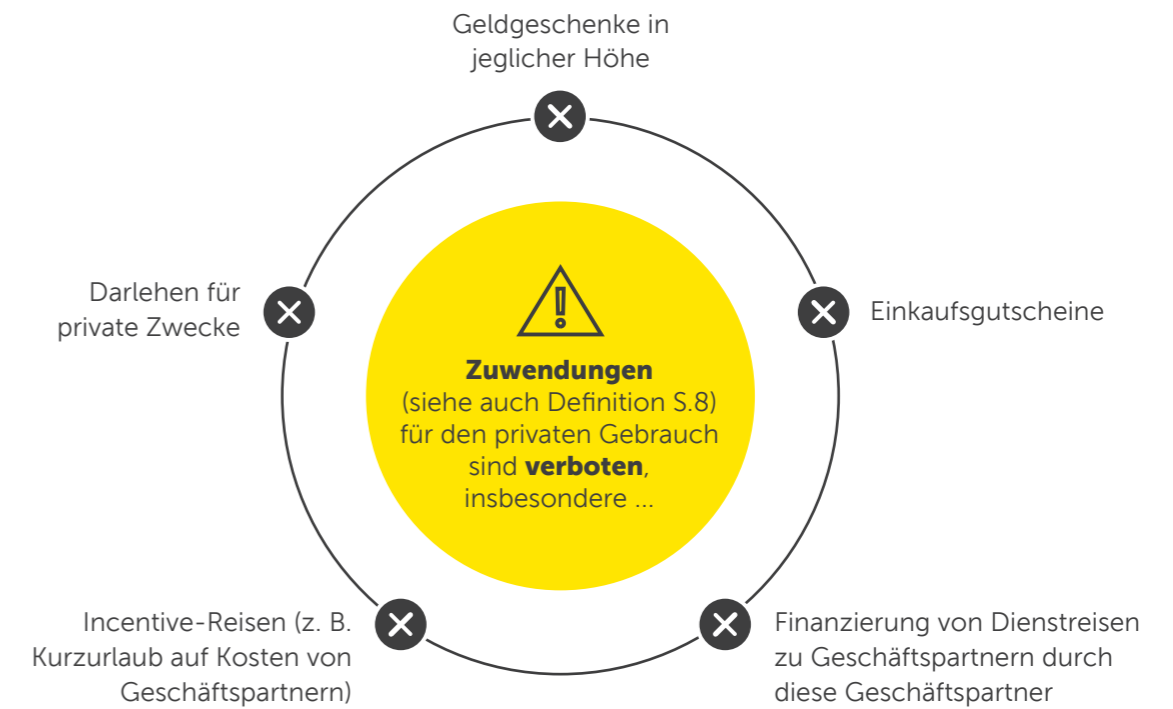 Geldgeschenke in
jeglicher Höhe
Darlehen für
private Zwecke
Einkaufsgutscheine
Zuwendungen
(siehe auch Definition S.8)
für den privaten Gebrauch
sind verboten,
insbesondere ...
Incentive-Reisen (z. B.
Kurzurlaub auf Kosten von
Geschäftspartnern)
Finanzierung von Dienstreisen
zu Geschäftspartnern durch
diese Geschäftspartner